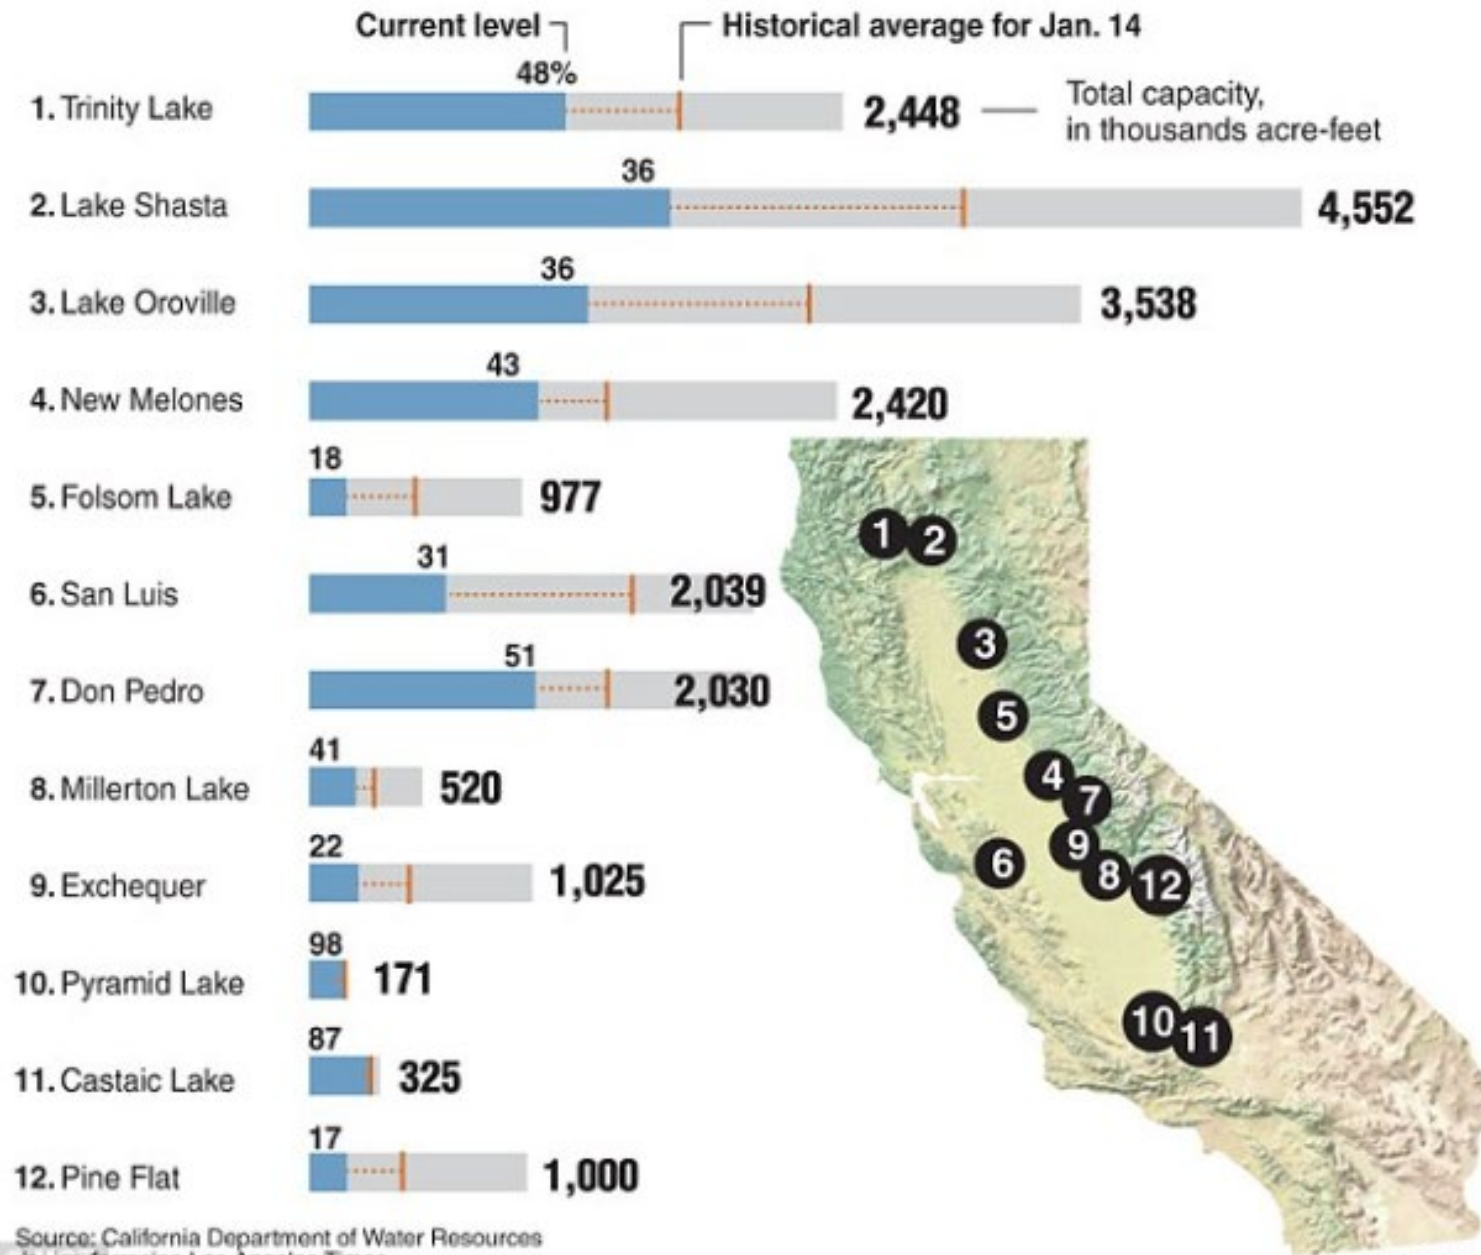 Current level
Historical average for Jan. 14
48%
1. Trinity Lake
2,448
Total capacity,
in thousands acre-feet
36
2. Lake Shasta
4,552
36
3. Lake Oroville
3,538
43
4. New Melones
2,420
18
5. Folsom Lake
977
31
6. San Luis
2,039
51
7. Don Pedro
2,030
41
8. Millerton Lake
520
22
9. Exchequer
1,025
98
10. Pyramid Lake
171
87
11. Castaic Lake
325
17
12. Pine Flat
1,000
1
2
3
5
4
7
9
6
8
12
10
11
Source: California Department of Water Resources
Los Angeles Times